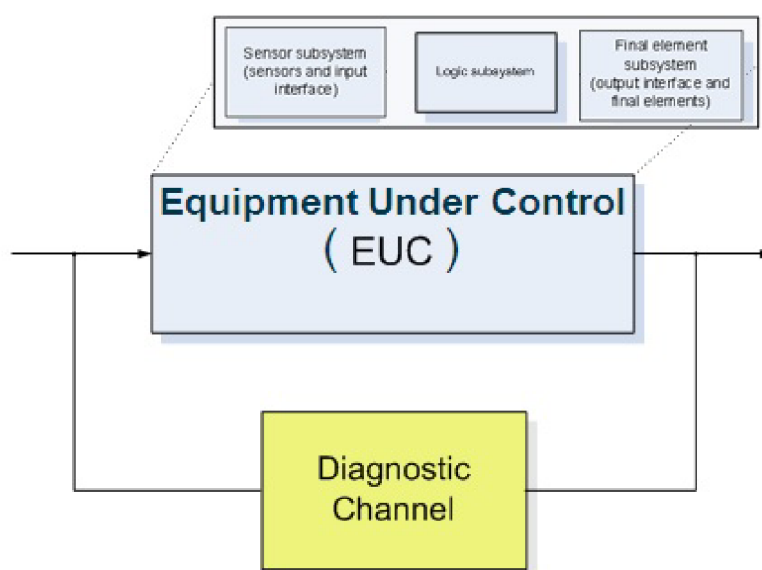 Sensor subsystem
(sensors and input
interface)
Logic subsystem
Final element
subsystem
(output interface and
final elements)
Equipment Under Control
( EUC )
Diagnostic
Channel